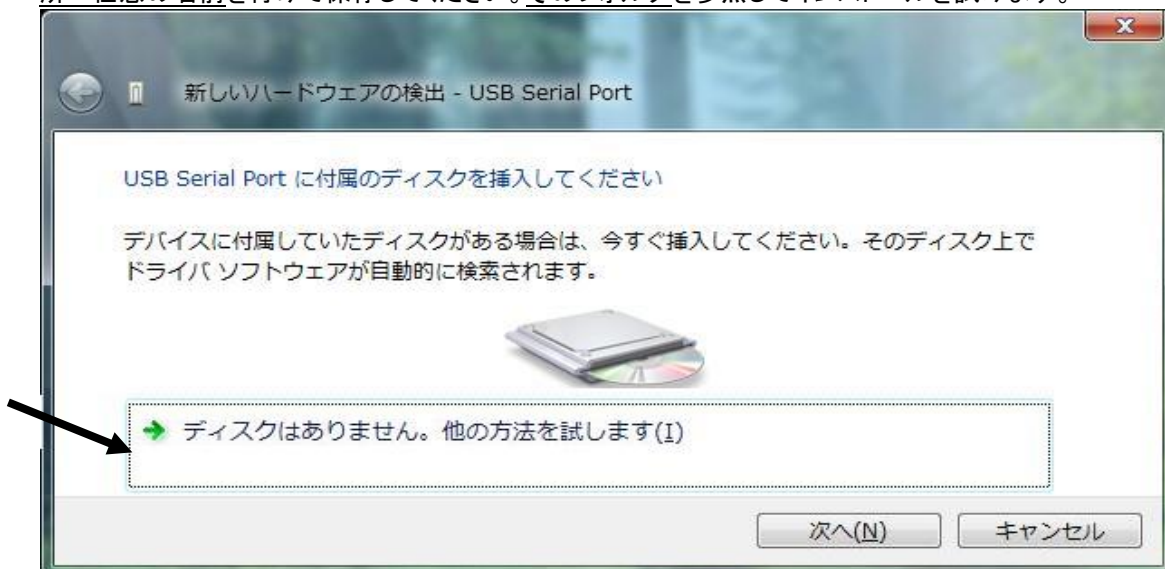 新しいハードウェアの検出 - USB Serial Port
USB Serial Port に付属のディスクを挿入してください
デバイスに付属していたディスクがある場合は、今すぐ挿入してください。そのディスク上で
ドライバ ソフトウェアが自動的に検索されます。
ディスクはありません。他の方法を試します(I)
次へ(N) キャンセル